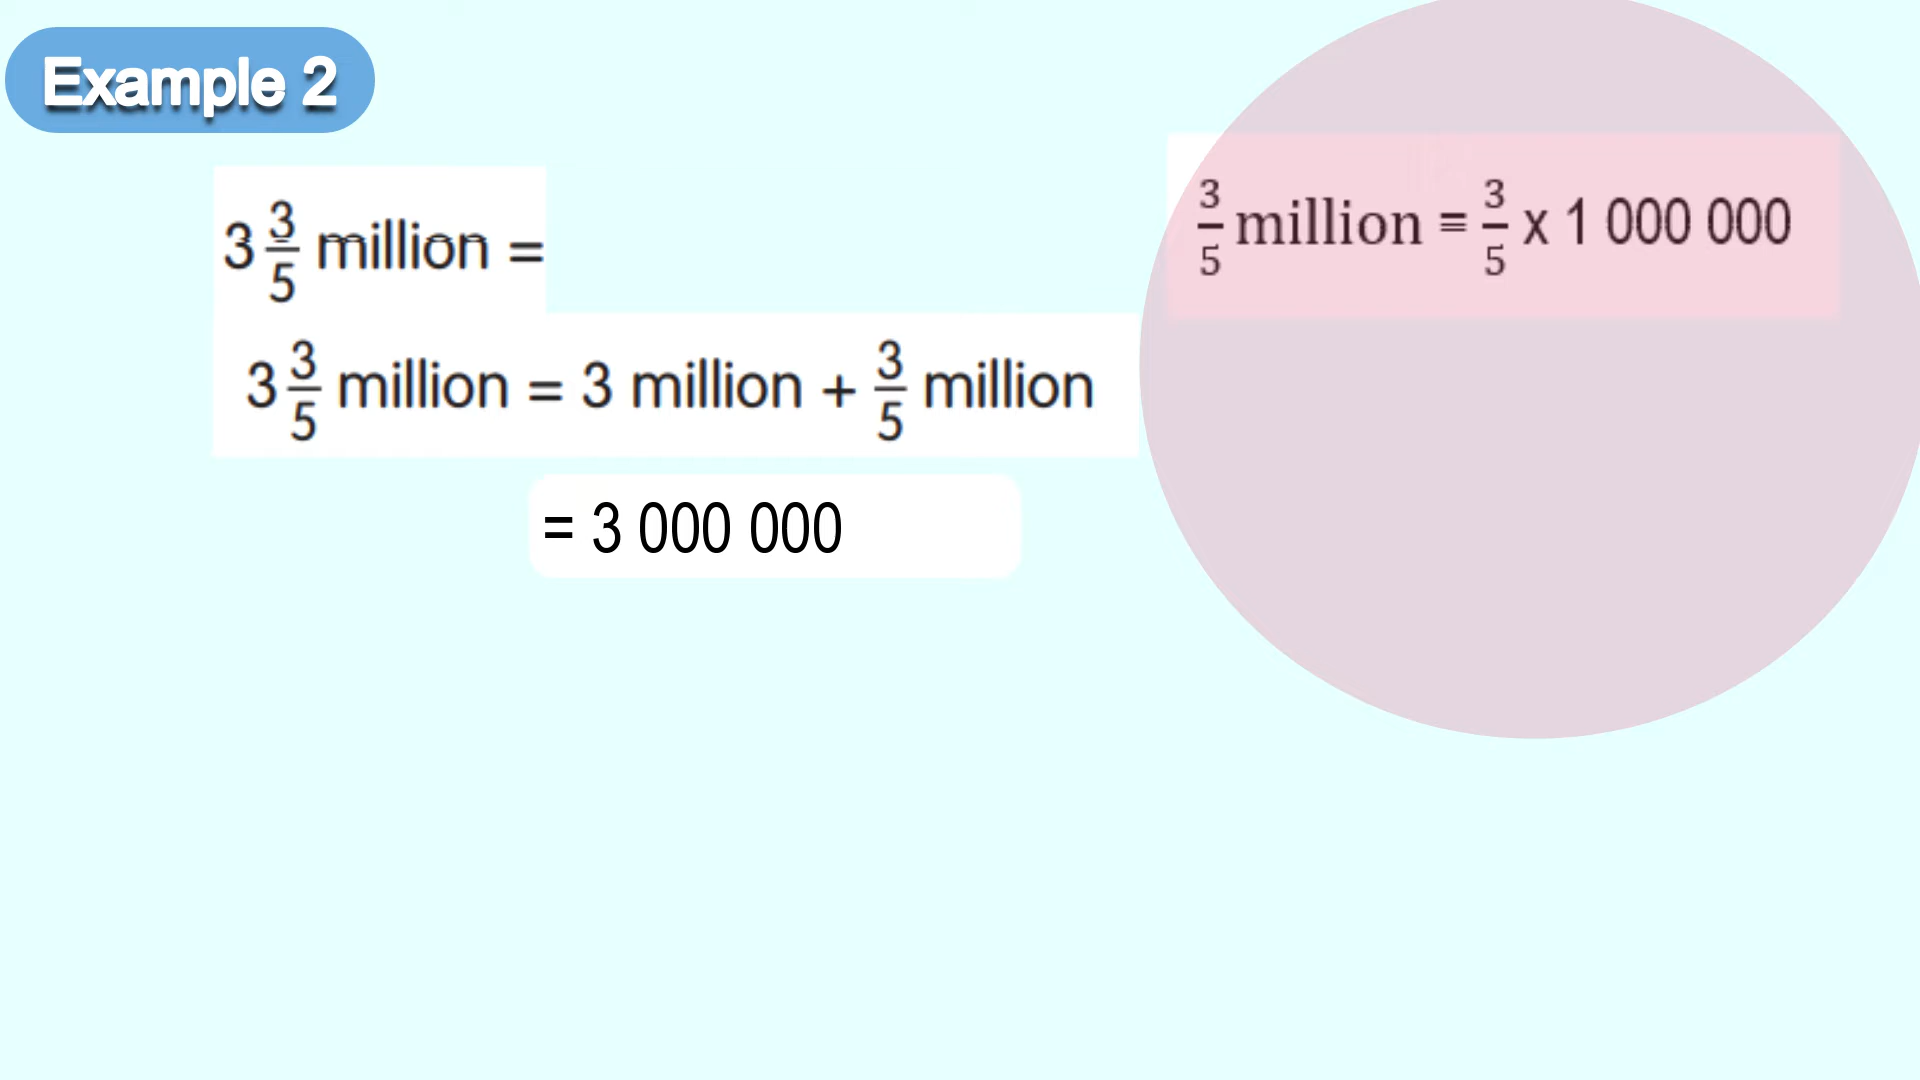 Example 2
3 3/5 million =
3 3/5 million = 3 million + 3/5 million
= 3 000 000
3/5 million = 3/5 x 1 000 000